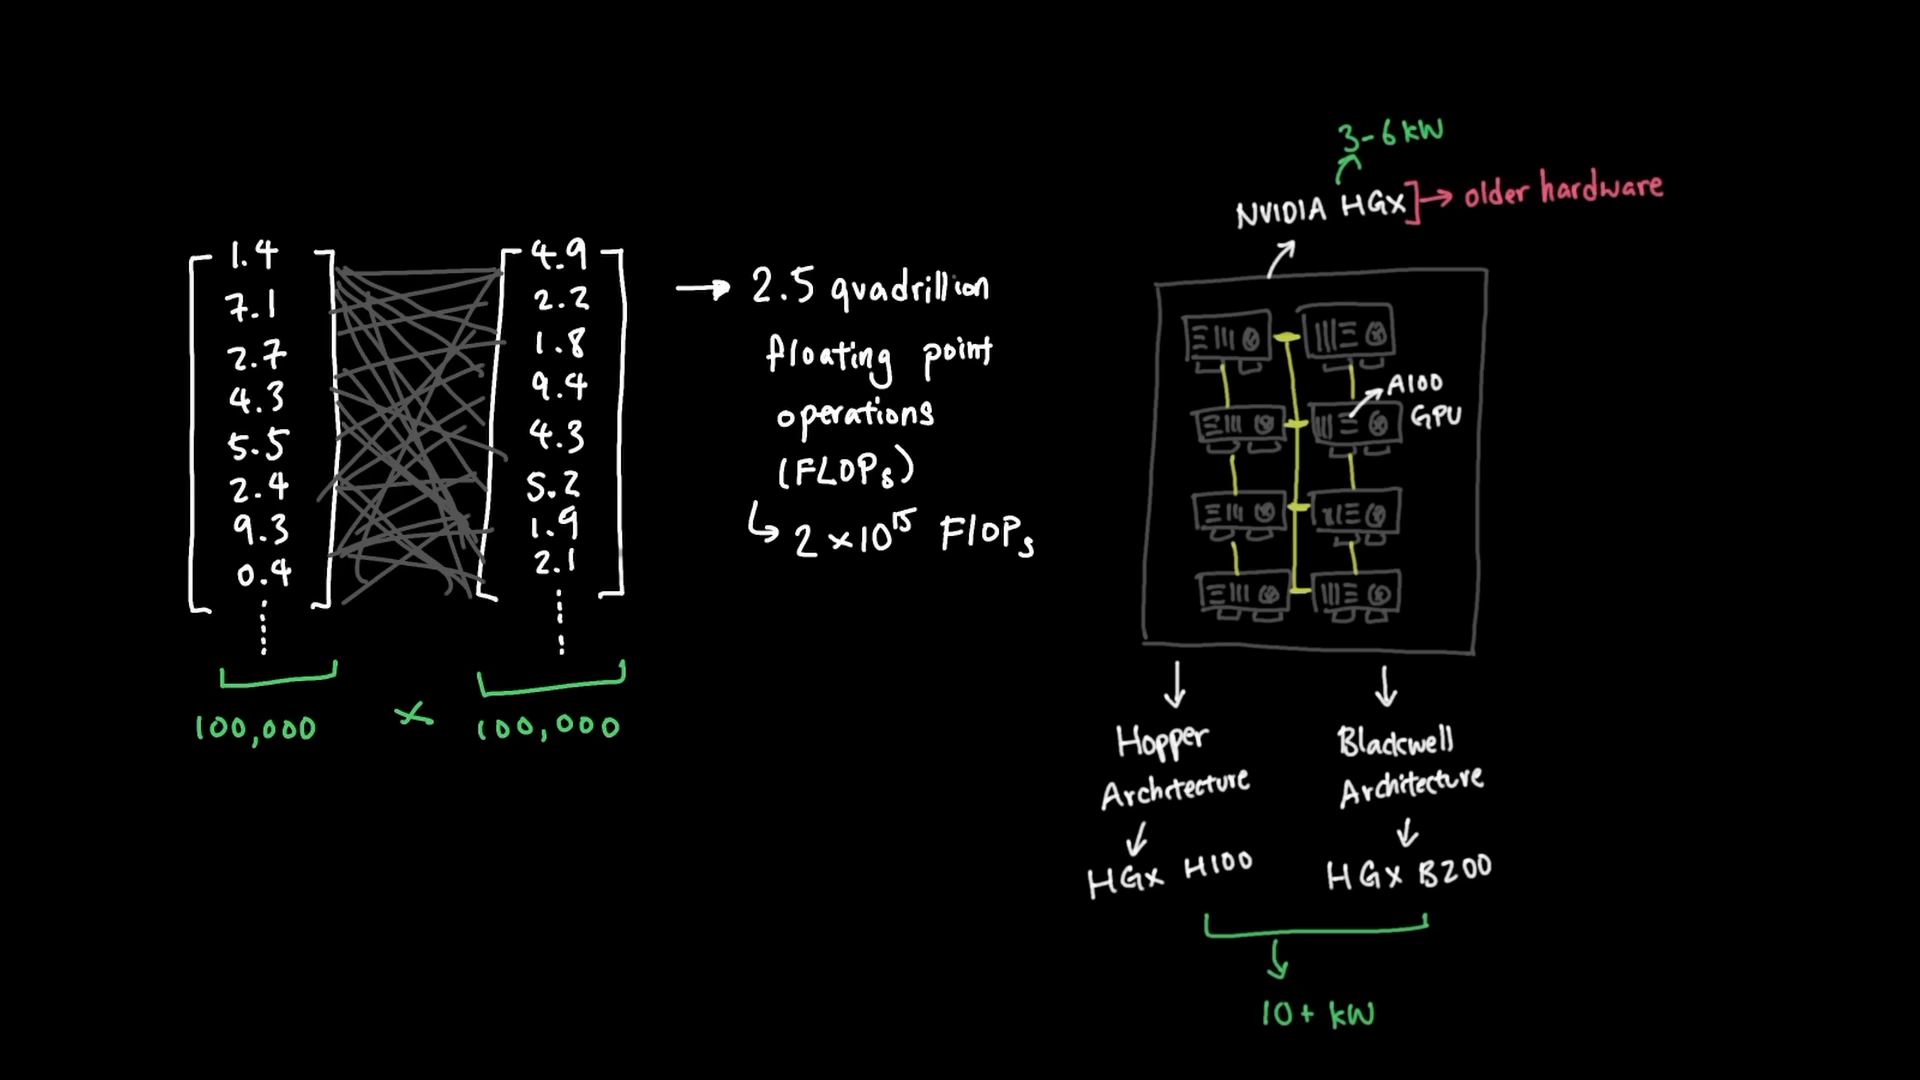 1.4
7.1
2.7
4.3
5.5
2.4
9.3
0.4
100,000
×
4.9
2.2
1.8
9.4
4.3
5.2
1.9
2.1
100,000
→ 2.5 quadrillion
floating point
operations
(FLOPs)
↳ 2 ×10¹⁵ FlOPs
3-6 kW
NVIDIA HGX ] → older hardware
A100
GPU
Hopper
Archrtecture
HGx H100
Blackwell
Architecture
HGx B200
10+ kW